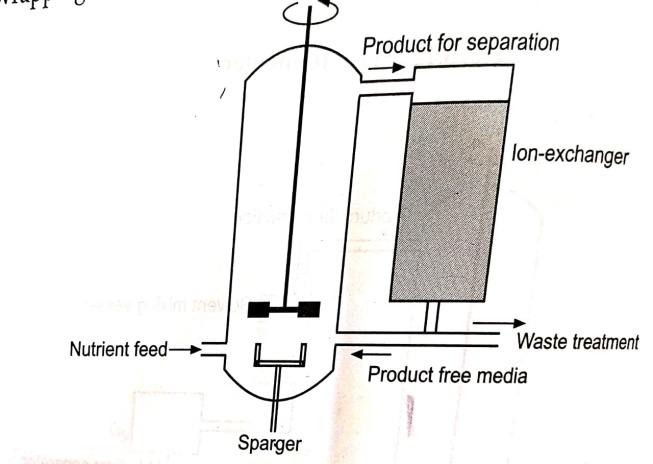 Product for separation
Ion-exchanger
Nutrient feed
Waste treatment
Product free media
Sparger